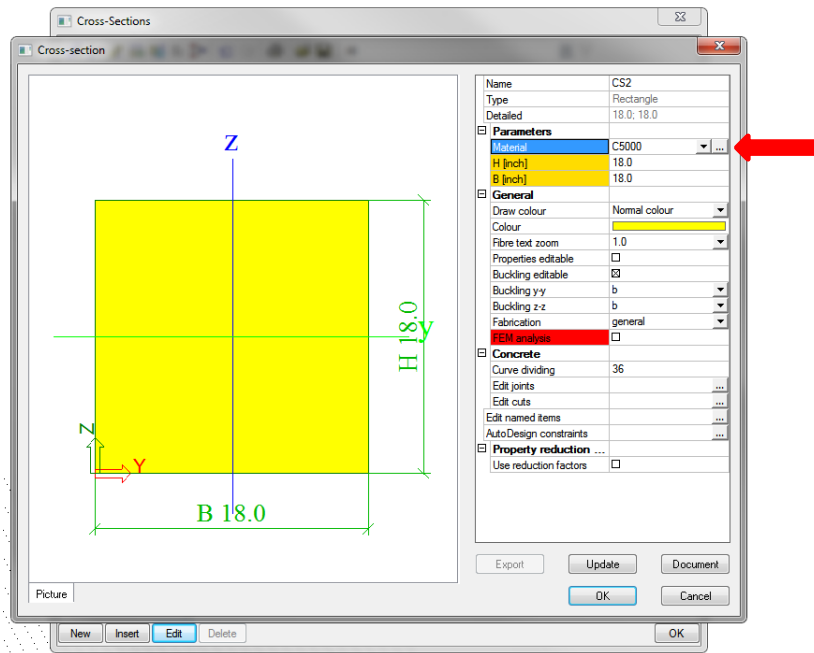 Cross-Sections
Cross-section
Name CS2
Type Rectangle
Detailed 18.0; 18.0
Parameters
Material C5000 ...
H [inch] 18.0
B [inch] 18.0
General
Draw colour Normal colour
Colour
Fibre text zoom 1.0
Properties editable
Buckling editable
Buckling y-y b
Buckling z-z b
Fabrication general
FEM analysis
Concrete
Curve dividing 36
Edit joints ...
Edit cuts ...
Edit named items ...
AutoDesign constraints ...
Property reduction ...
Use reduction factors
z
y
H 18.0
Z
Y
B 18.0
Export Update Document
Picture
OK Cancel
New Insert Edit Delete OK